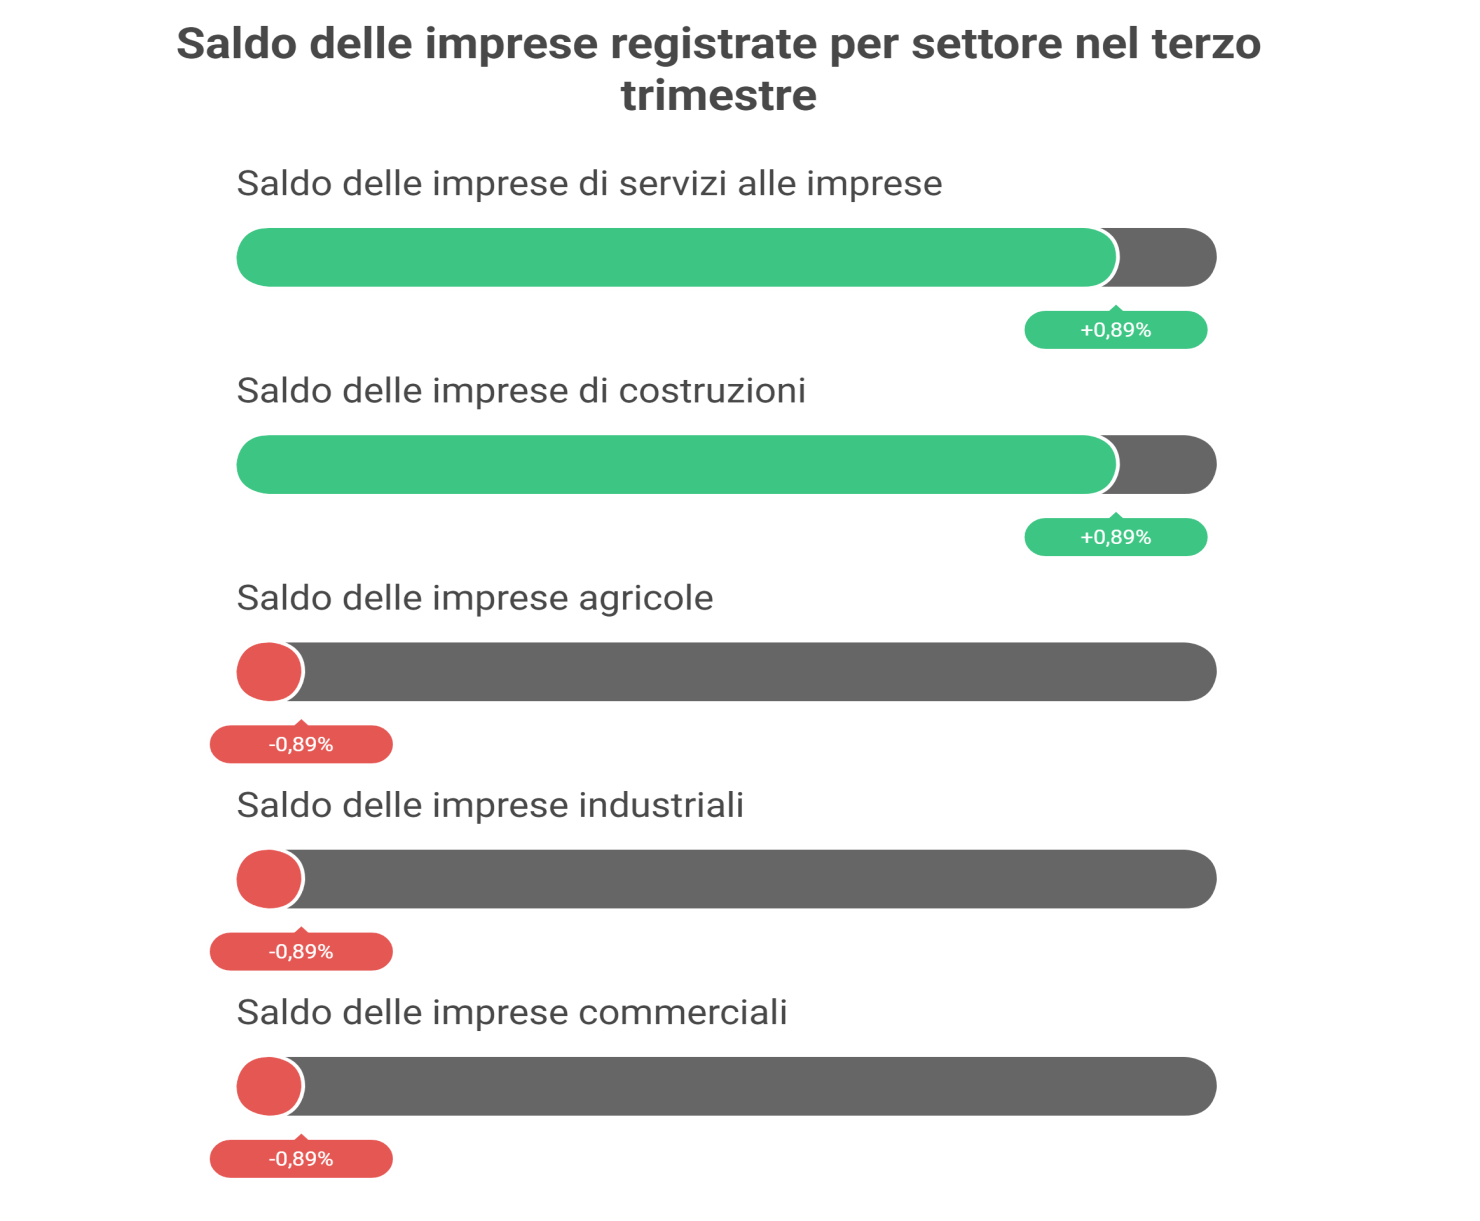 Saldo delle imprese registrate per settore nel terzo
trimestre
Saldo delle imprese di servizi alle imprese
+0,89%
Saldo delle imprese di costruzioni
+0,89%
Saldo delle imprese agricole
-0,89%
Saldo delle imprese industriali
-0,89%
Saldo delle imprese commerciali
-0,89%